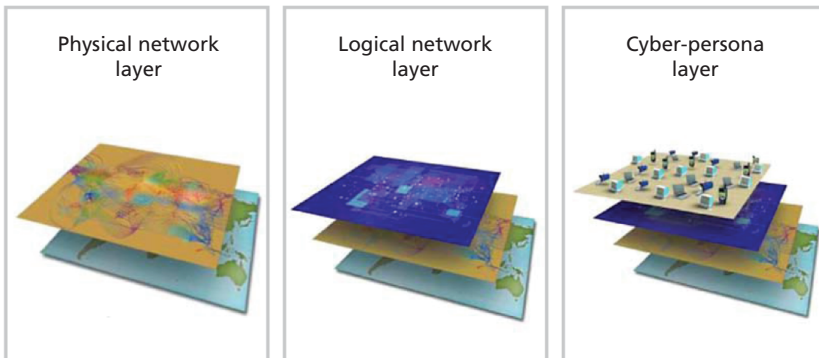 Physical network
layer
Logical network
layer
Cyber-persona
layer